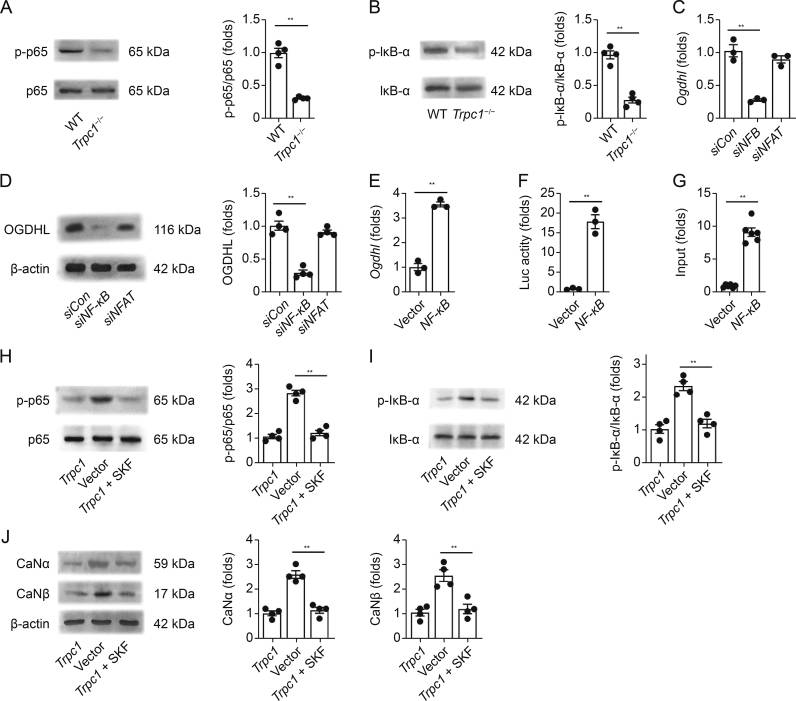 A
p-p65
65 kDa
p65
65 kDa
WT
Trpc1⁻/⁻
p-p65/p65 (folds)
1.5
1.0
0.5
0
**
WT
Trpc1⁻/⁻
B
p-IκB-α
42 kDa
IκB-α
42 kDa
WT Trpc1⁻/⁻
p-IκB-α/IκB-α (folds)
1.5
1.0
0.5
0
**
WT
Trpc1⁻/⁻
C
Ogdhl (folds)
1.5
1.0
0.5
0
**
siCon
siNFB
siNFAT
D
OGDHL
116 kDa
β-actin
42 kDa
siCon
siNF-κB
siNFAT
OGDHL (folds)
1.5
1.0
0.5
0
**
siCon
siNF-κB
siNFAT
E
Ogdhl (folds)
4
3
2
1
0
**
Vector
NF-κB
F
Luc actity (folds)
25
20
15
10
5
0
**
Vector
NF-κB
G
Input (folds)
20
15
10
5
0
**
Vector
NF-κB
H
p-p65
65 kDa
p65
65 kDa
Trpc1
Vector
Trpc1 + SKF
p-p65/p65 (folds)
4
3
2
1
0
**
Trpc1
Vector
Trpc1 + SKF
I
p-IκB-α
42 kDa
IκB-α
42 kDa
Trpc1
Vector
Trpc1 + SKF
p-IκB-α/IκB-α (folds)
3
2
1
0
**
Trpc1
Vector
Trpc1 + SKF
J
CaNα
59 kDa
CaNβ
17 kDa
β-actin
42 kDa
Trpc1
Vector
Trpc1 + SKF
CaNα (folds)
4
3
2
1
0
**
Trpc1
Vector
Trpc1 + SKF
CaNβ (folds)
4
3
2
1
0
**
Trpc1
Vector
Trpc1 + SKF